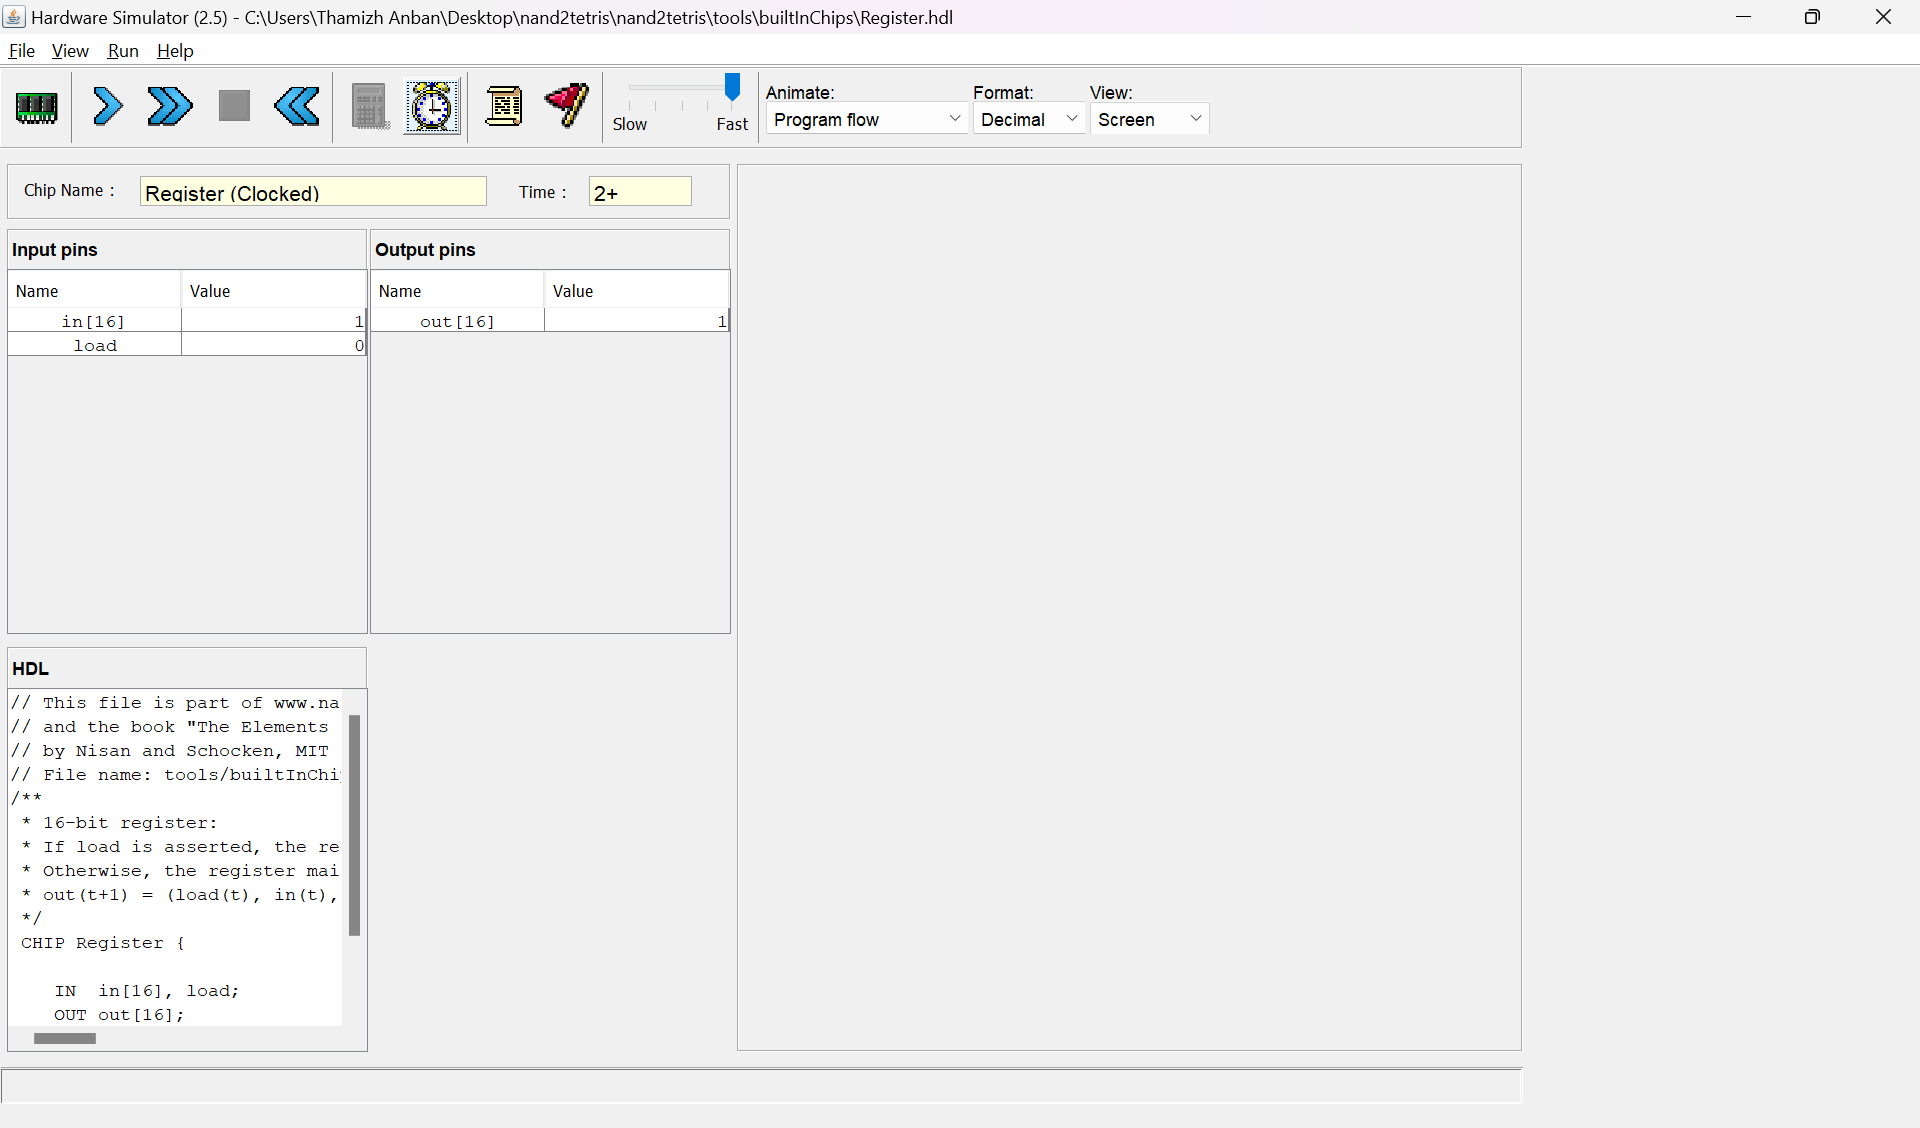 Hardware Simulator (2.5) - C:\Users\Thamizh Anban\Desktop\nand2tetris\nand2tetris\tools\builtInChips\Register.hdl
File View Run Help
Slow Fast
Animate: Format: View:
Program flow Decimal Screen
Chip Name : Register (Clocked) Time : 2+
Input pins Output pins
Name Value Name Value
in[16] 1 out[16] 1
load 0
HDL
// This file is part of www.na
// and the book "The Elements
// by Nisan and Schocken, MIT
// File name: tools/builtInChi
/**
* 16-bit register:
* If load is asserted, the re
* Otherwise, the register mai
* out(t+1) = (load(t), in(t),
*/
CHIP Register {
IN in[16], load;
OUT out[16];